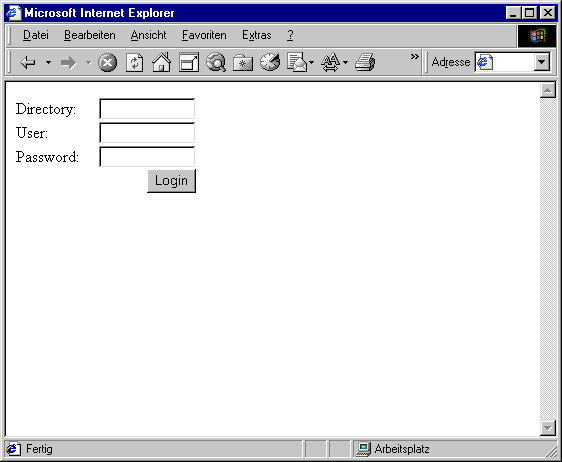 Microsoft Internet Explorer
Datei Bearbeiten Ansicht Favoriten Extras ?
» Adresse
Directory:
User:
Password:
Login
Fertig Arbeitsplatz